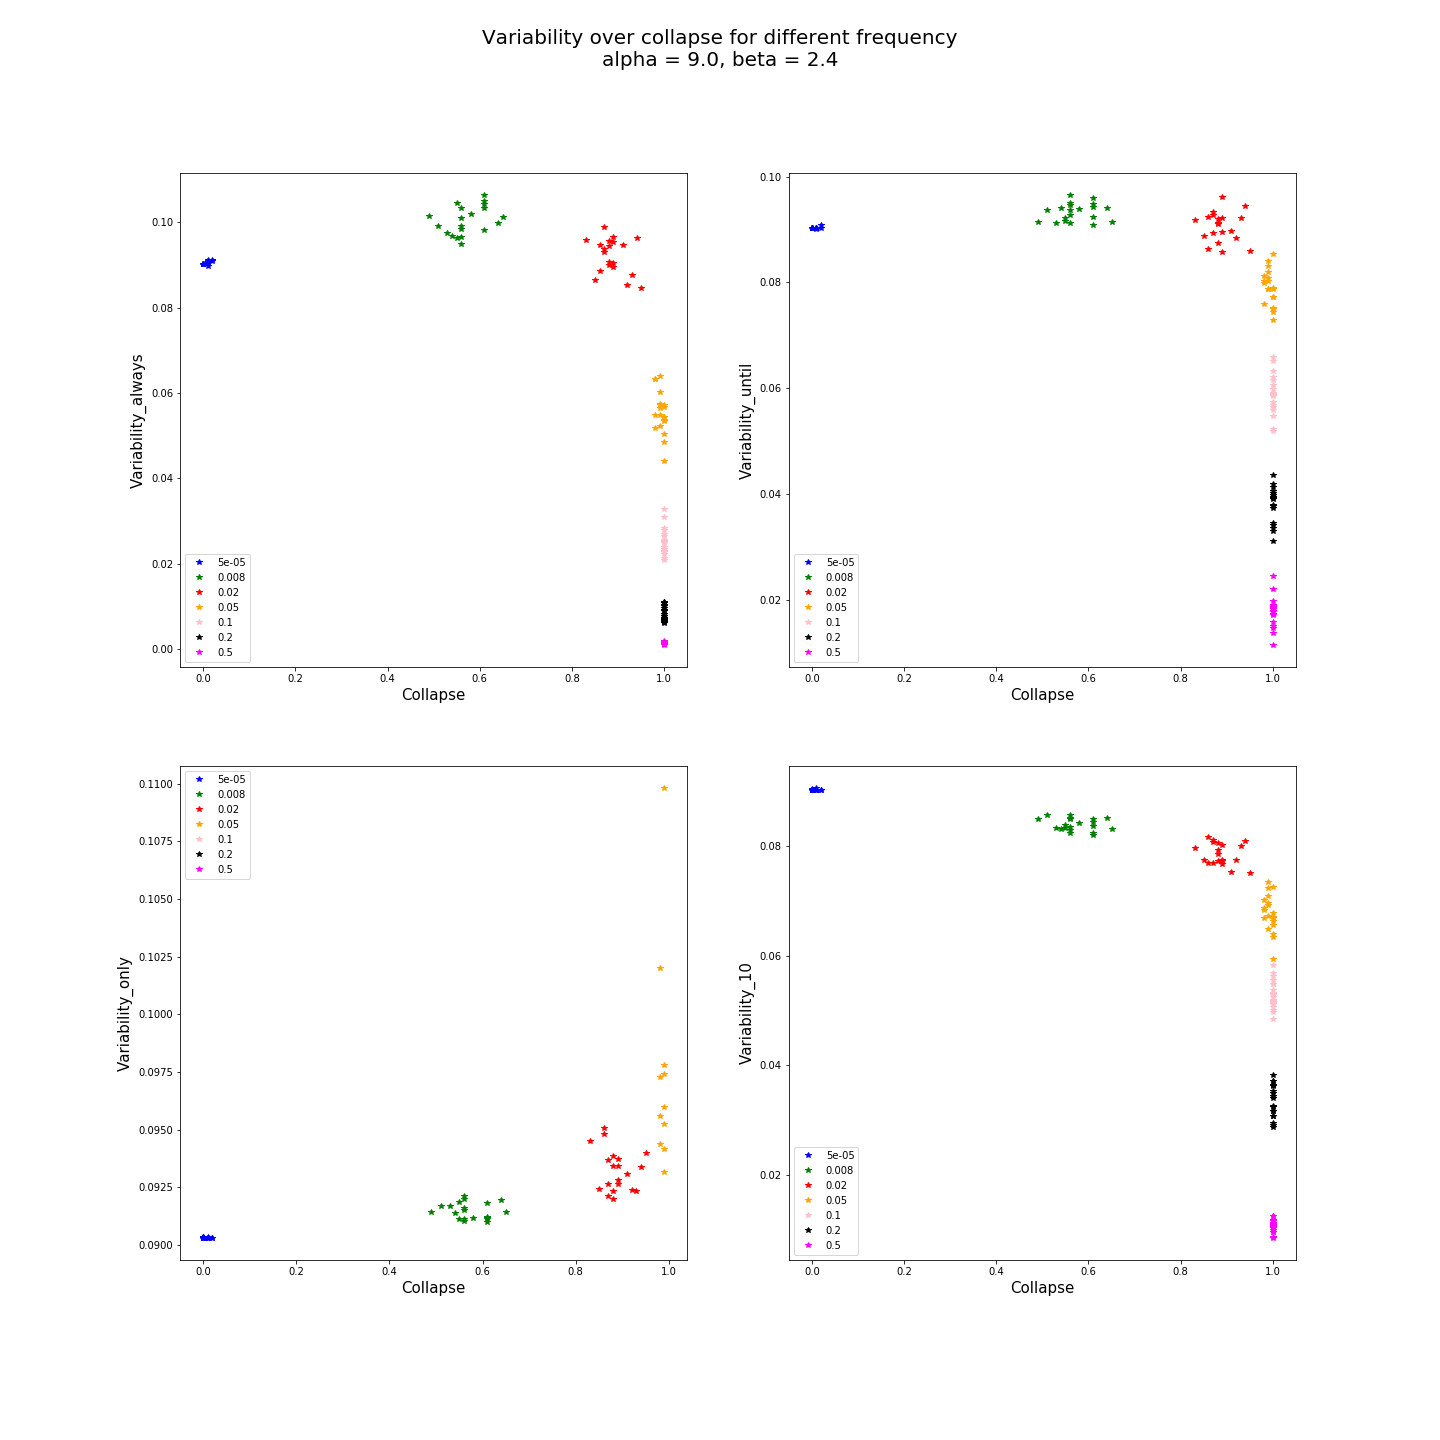 Variability over collapse for different frequency
alpha = 9.0, beta = 2.4
Variability_always
0.10
0.08
0.06
0.04
0.02
0.00
5e-05
0.008
0.02
0.05
0.1
0.2
0.5
0.0 0.2 0.4 0.6 0.8 1.0
Collapse
Variability_until
0.10
0.08
0.06
0.04
0.02
5e-05
0.008
0.02
0.05
0.1
0.2
0.5
0.0 0.2 0.4 0.6 0.8 1.0
Collapse
Variability_only
0.1100
0.1075
0.1050
0.1025
0.1000
0.0975
0.0950
0.0925
0.0900
5e-05
0.008
0.02
0.05
0.1
0.2
0.5
0.0 0.2 0.4 0.6 0.8 1.0
Collapse
Variability_10
0.08
0.06
0.04
0.02
5e-05
0.008
0.02
0.05
0.1
0.2
0.5
0.0 0.2 0.4 0.6 0.8 1.0
Collapse